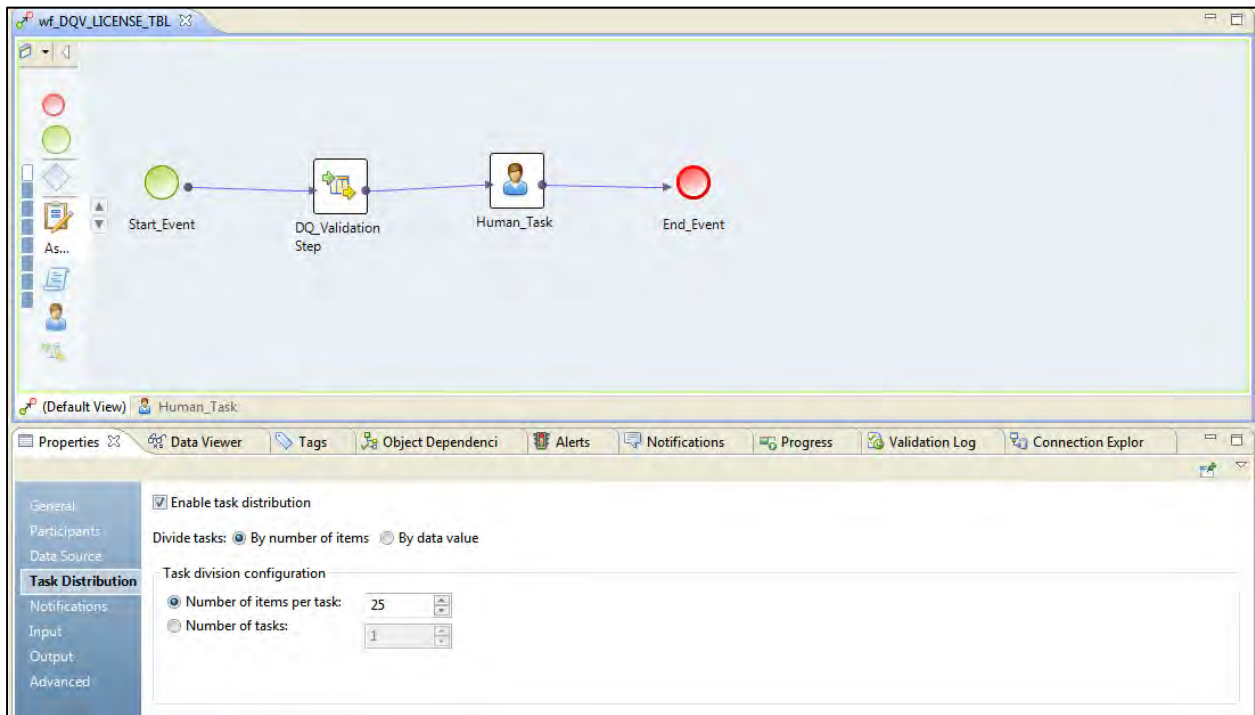 wf_DQV_LICENSE_TBL
As...
Start_Event
DQ_Validation
Step
Human_Task
End_Event
(Default View) Human_Task
Properties Data Viewer Tags Object Dependenci Alerts Notifications Progress Validation Log Connection Explor
General
Participants
Data Source
Task Distribution
Notifications
Input
Output
Advanced
Enable task distribution
Divide tasks: By number of items By data value
Task division configuration
Number of items per task: 25
Number of tasks: 1